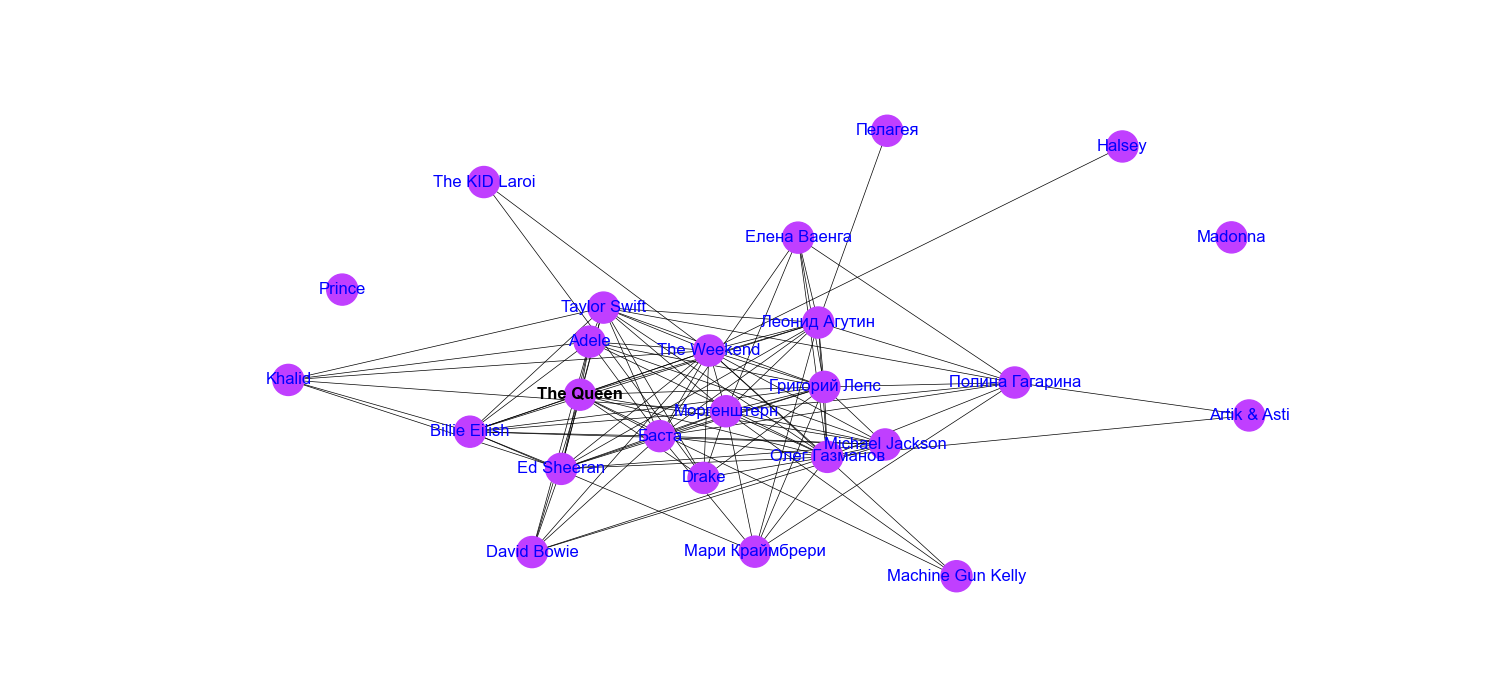 Пелагея
Halsey
The KID Laroi
Елена Ваенга
Madonna
Prince
Taylor Swift
Леонид Агутин
Adele
The Weekend
Khalid
The Queen
Григорий Лепс
Полина Гагарина
Моргенштерн
Artik & Asti
Billie Eilish
Баста
Michael Jackson
Олег Газманов
Ed Sheeran
Drake
David Bowie
Мари Краймбрери
Machine Gun Kelly